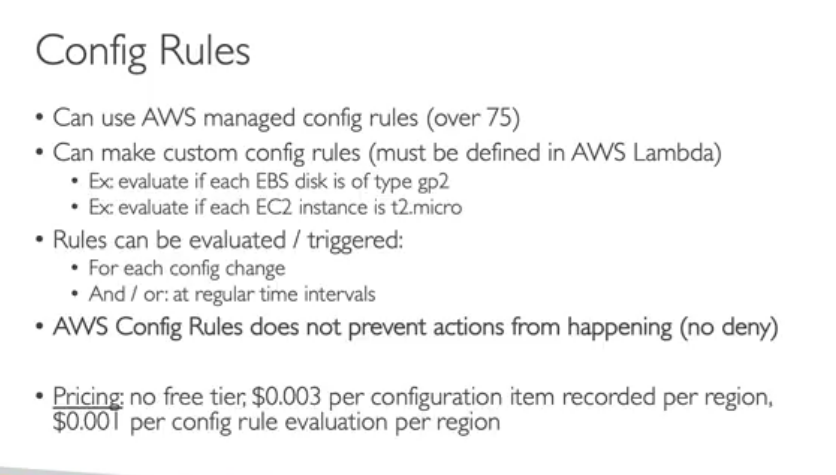 Config Rules
• Can use AWS managed config rules (over 75)
• Can make custom config rules (must be defined in AWS Lambda)
• Ex: evaluate if each EBS disk is of type gp2
• Ex: evaluate if each EC2 instance is t2.micro
• Rules can be evaluated / triggered:
• For each config change
• And / or: at regular time intervals
• AWS Config Rules does not prevent actions from happening (no deny)
• Pricing: no free tier, $0.003 per configuration item recorded per region,
$0.001 per config rule evaluation per region